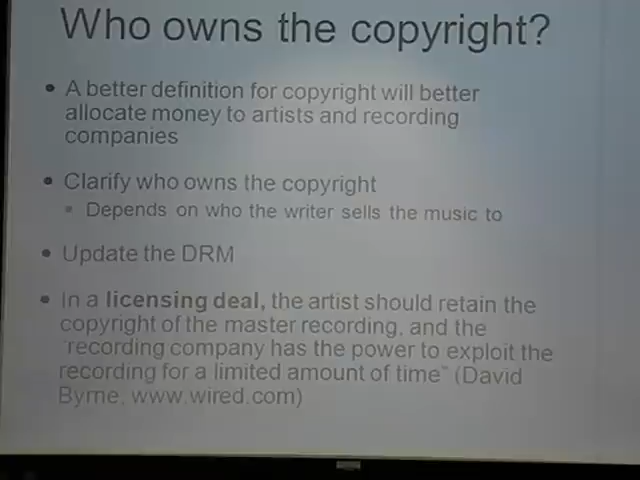 Who owns the copyright?
• A better definition for copyright will better
allocate money to artists and recording
companies
• Clarify who owns the copyright
▪ Depends on who the writer sells the music to
• Update the DRM
• In a licensing deal, the artist should retain the
copyright of the master recording, and the
"recording company has the power to exploit the
recording for a limited amount of time" (David
Byrne, www.wired.com)